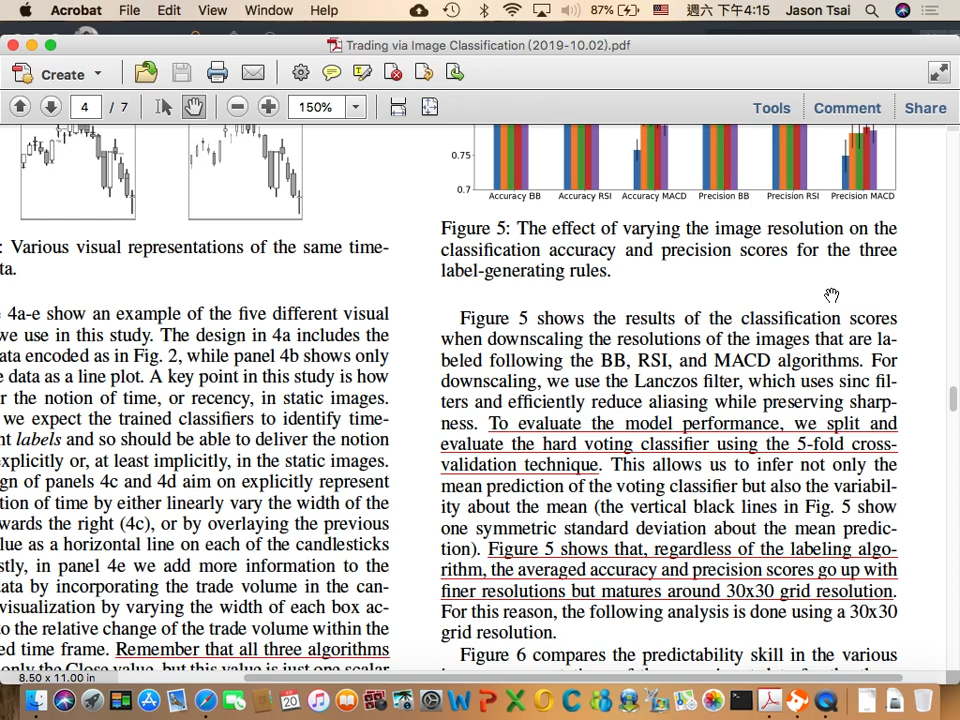 Acrobat File Edit View Window Help 87% 週六 下午4:15 Jason Tsai
Trading via Image Classification (2019-10.02).pdf
Create
4 / 7 150% Tools Comment Share
: Various visual representations of the same time-
ta.
4a-e show an example of the five different visual
we use in this study. The design in 4a includes the
ata encoded as in Fig. 2, while panel 4b shows only
e data as a line plot. A key point in this study is how
r the notion of time, or recency, in static images.
we expect the trained classifiers to identify time-
nt labels and so should be able to deliver the notion
xplicitly or, at least implicitly, in the static images.
gn of panels 4c and 4d aim on explicitly represent
tion of time by either linearly vary the width of the
wards the right (4c), or by overlaying the previous
lue as a horizontal line on each of the candlesticks
stly, in panel 4e we add more information to the
data by incorporating the trade volume in the can-
visualization by varying the width of each box ac-
to the relative change of the trade volume within the
ed time frame. Remember that all three algorithms
only the Close value, but this value is just one scalar
0.75
0.7
Accuracy BB Accuracy RSI Accuracy MACD Precision BB Precision RSI Precision MACD
Figure 5: The effect of varying the image resolution on the
classification accuracy and precision scores for the three
label-generating rules.
Figure 5 shows the results of the classification scores
when downscaling the resolutions of the images that are la-
beled following the BB, RSI, and MACD algorithms. For
downscaling, we use the Lanczos filter, which uses sinc fil-
ters and efficiently reduce aliasing while preserving sharp-
ness. To evaluate the model performance, we split and
evaluate the hard voting classifier using the 5-fold cross-
validation technique. This allows us to infer not only the
mean prediction of the voting classifier but also the variabil-
ity about the mean (the vertical black lines in Fig. 5 show
one symmetric standard deviation about the mean predic-
tion). Figure 5 shows that, regardless of the labeling algo-
rithm, the averaged accuracy and precision scores go up with
finer resolutions but matures around 30x30 grid resolution.
For this reason, the following analysis is done using a 30x30
grid resolution.
Figure 6 compares the predictability skill in the various
8.50 x 11.00 in